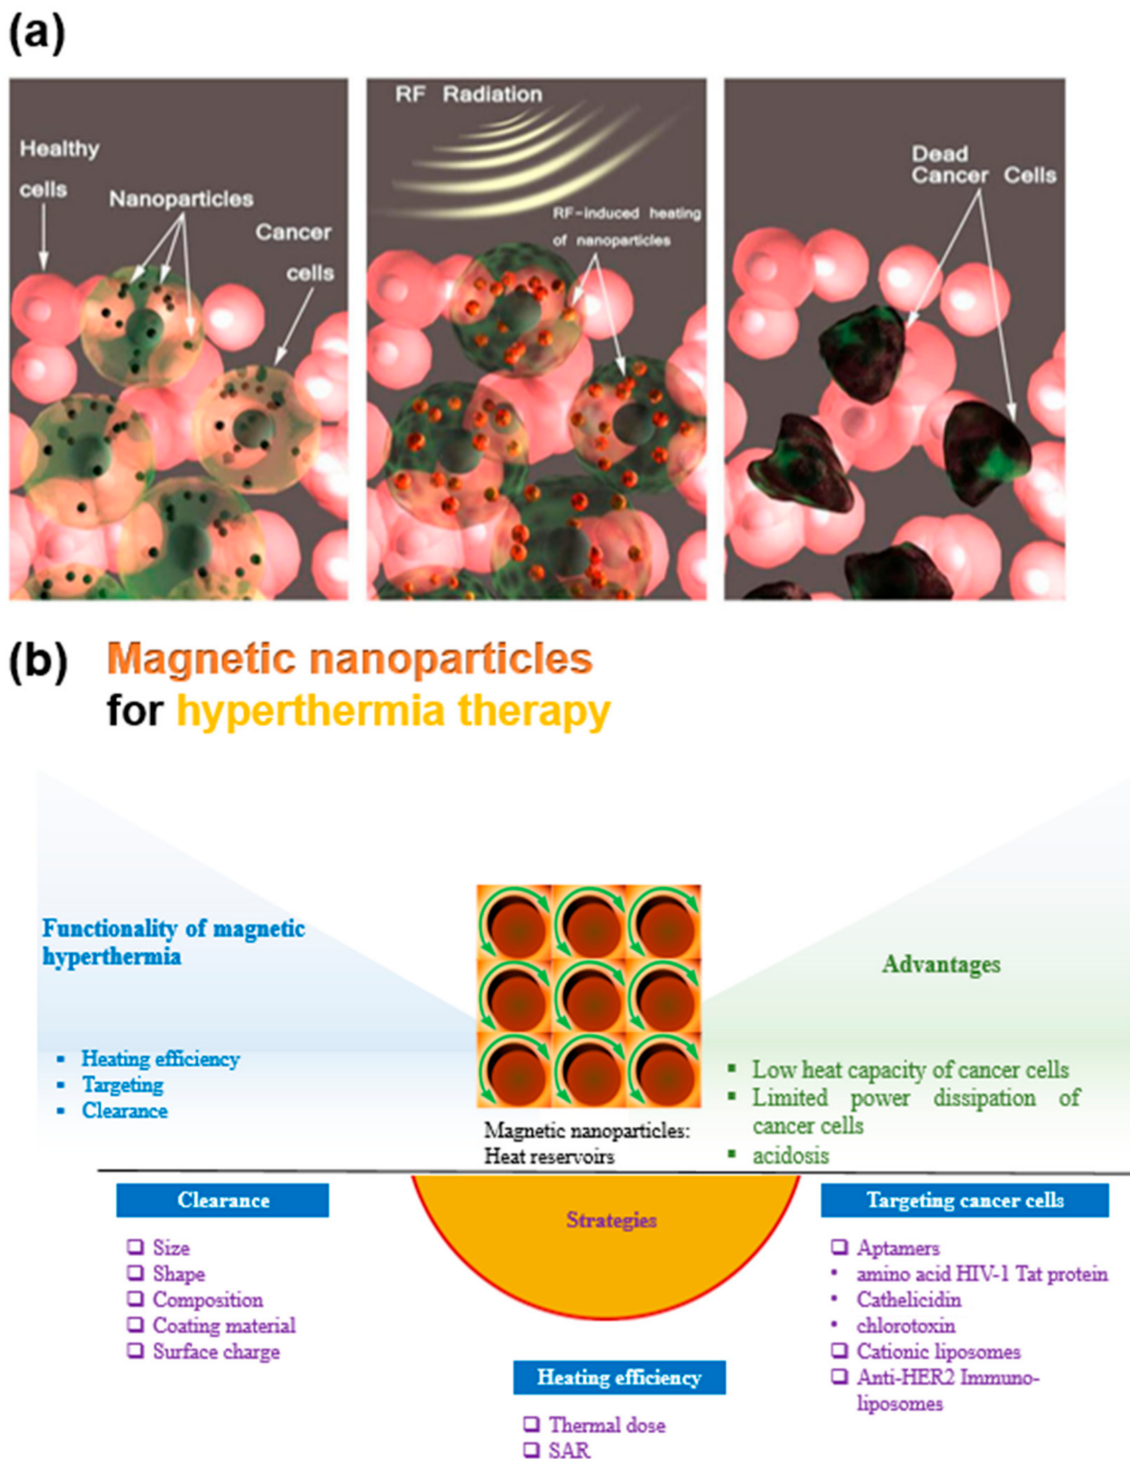 (a)
Healthy
cells
Nanoparticles
Cancer
cells
RF Radiation
RF-induced heating
of nanoparticles
Dead
Cancer Cells
(b) Magnetic nanoparticles
for hyperthermia therapy
Functionality of magnetic
hyperthermia
▪ Heating efficiency
▪ Targeting
▪ Clearance
Magnetic nanoparticles:
Heat reservoirs
Advantages
▪ Low heat capacity of cancer cells
▪ Limited power dissipation of
cancer cells
▪ acidosis
Clearance
❑ Size
❑ Shape
❑ Composition
❑ Coating material
❑ Surface charge
Strategies
Heating efficiency
❑ Thermal dose
❑ SAR
Targeting cancer cells
❑ Aptamers
• amino acid HIV-1 Tat protein
• Cathelicidin
• chlorotoxin
❑ Cationic liposomes
❑ Anti-HER2 Immuno-
liposomes